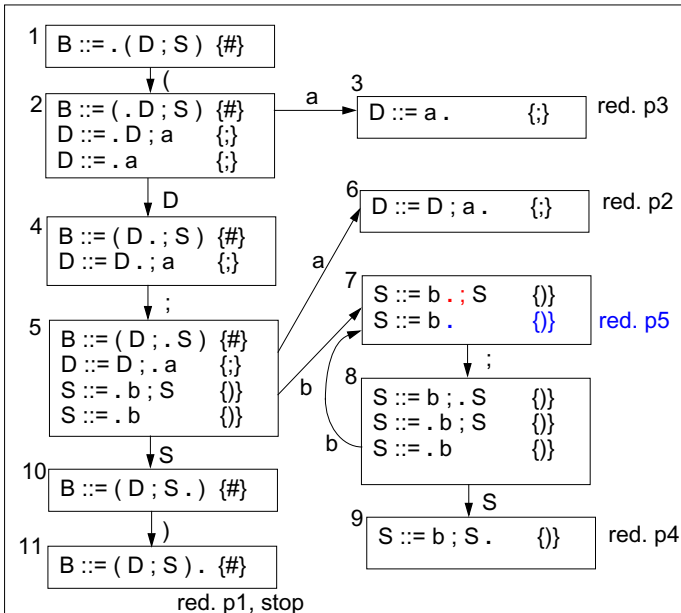 1
B ::= . ( D ; S ) {#}
(
2
B ::= ( . D ; S ) {#}
D ::= . D ; a {;}
D ::= . a {;}
a
3
D ::= a . {;}
red. p3
D
4
B ::= ( D . ; S ) {#}
D ::= D . ; a {;}
;
5
B ::= ( D ; . S ) {#}
D ::= D ; . a {;}
S ::= . b ; S {)}
S ::= . b {)}
a
6
D ::= D ; a . {;}
red. p2
b
7
S ::= b . ; S {)}
S ::= b . {)}
red. p5
;
8
S ::= b ; . S {)}
S ::= . b ; S {)}
S ::= . b {)}
b
S
9
S ::= b ; S . {)}
red. p4
S
10
B ::= ( D ; S . ) {#}
)
11
B ::= ( D ; S ) . {#}
red. p1, stop